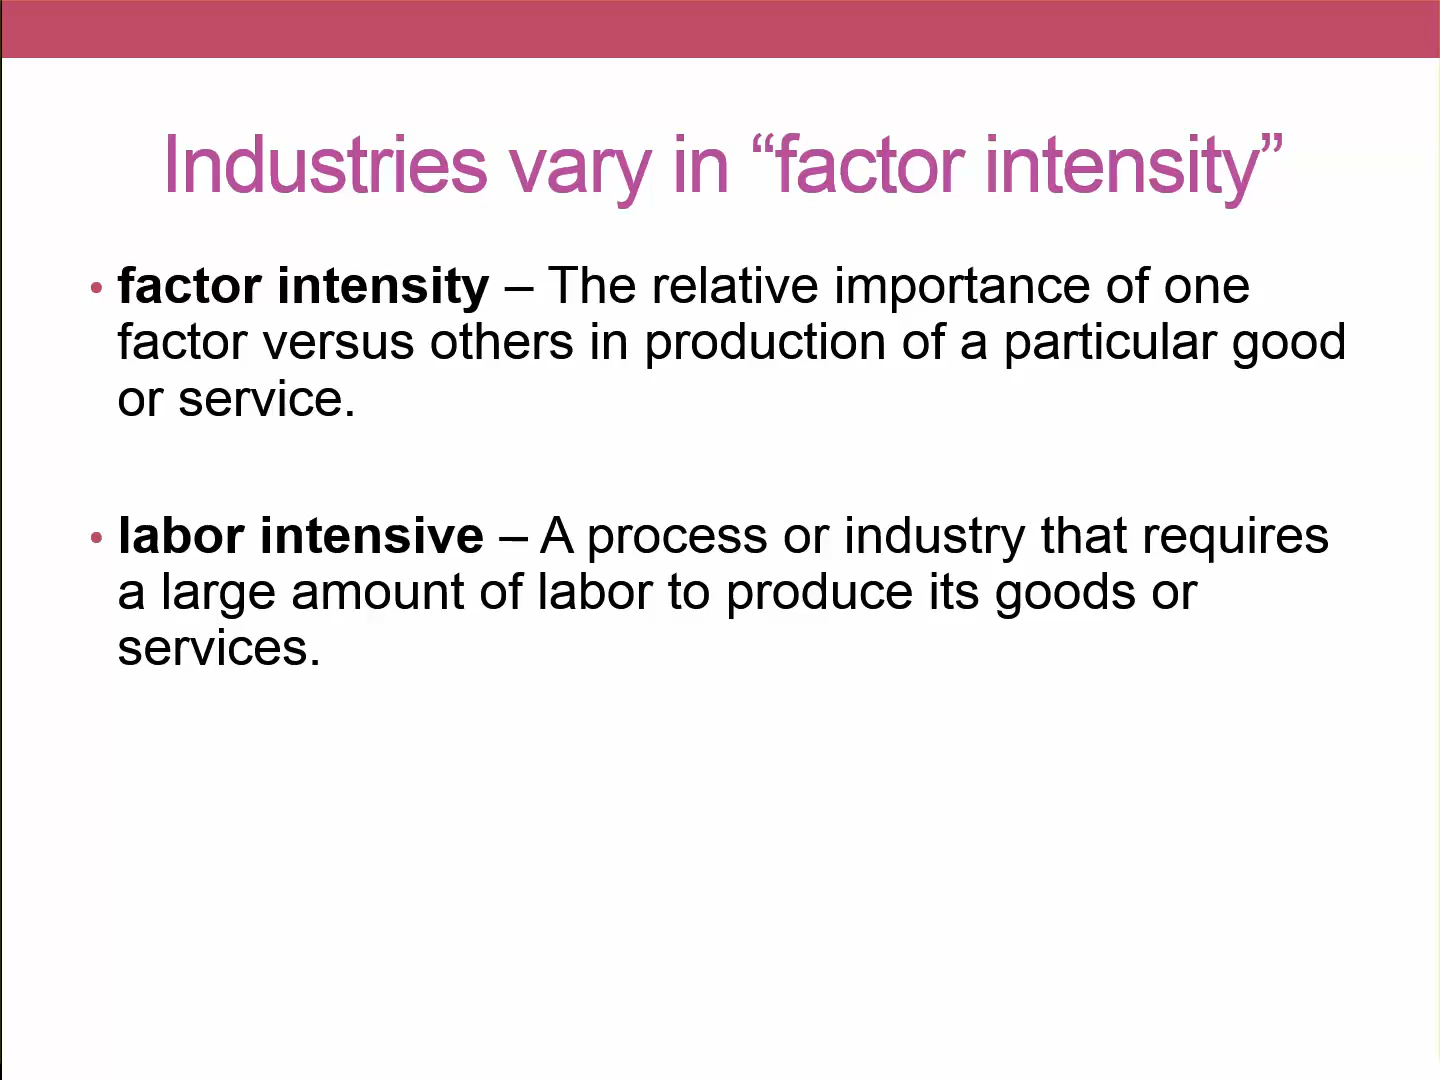 Industries vary in “factor intensity”
• factor intensity – The relative importance of one
factor versus others in production of a particular good
or service.
• labor intensive – A process or industry that requires
a large amount of labor to produce its goods or
services.